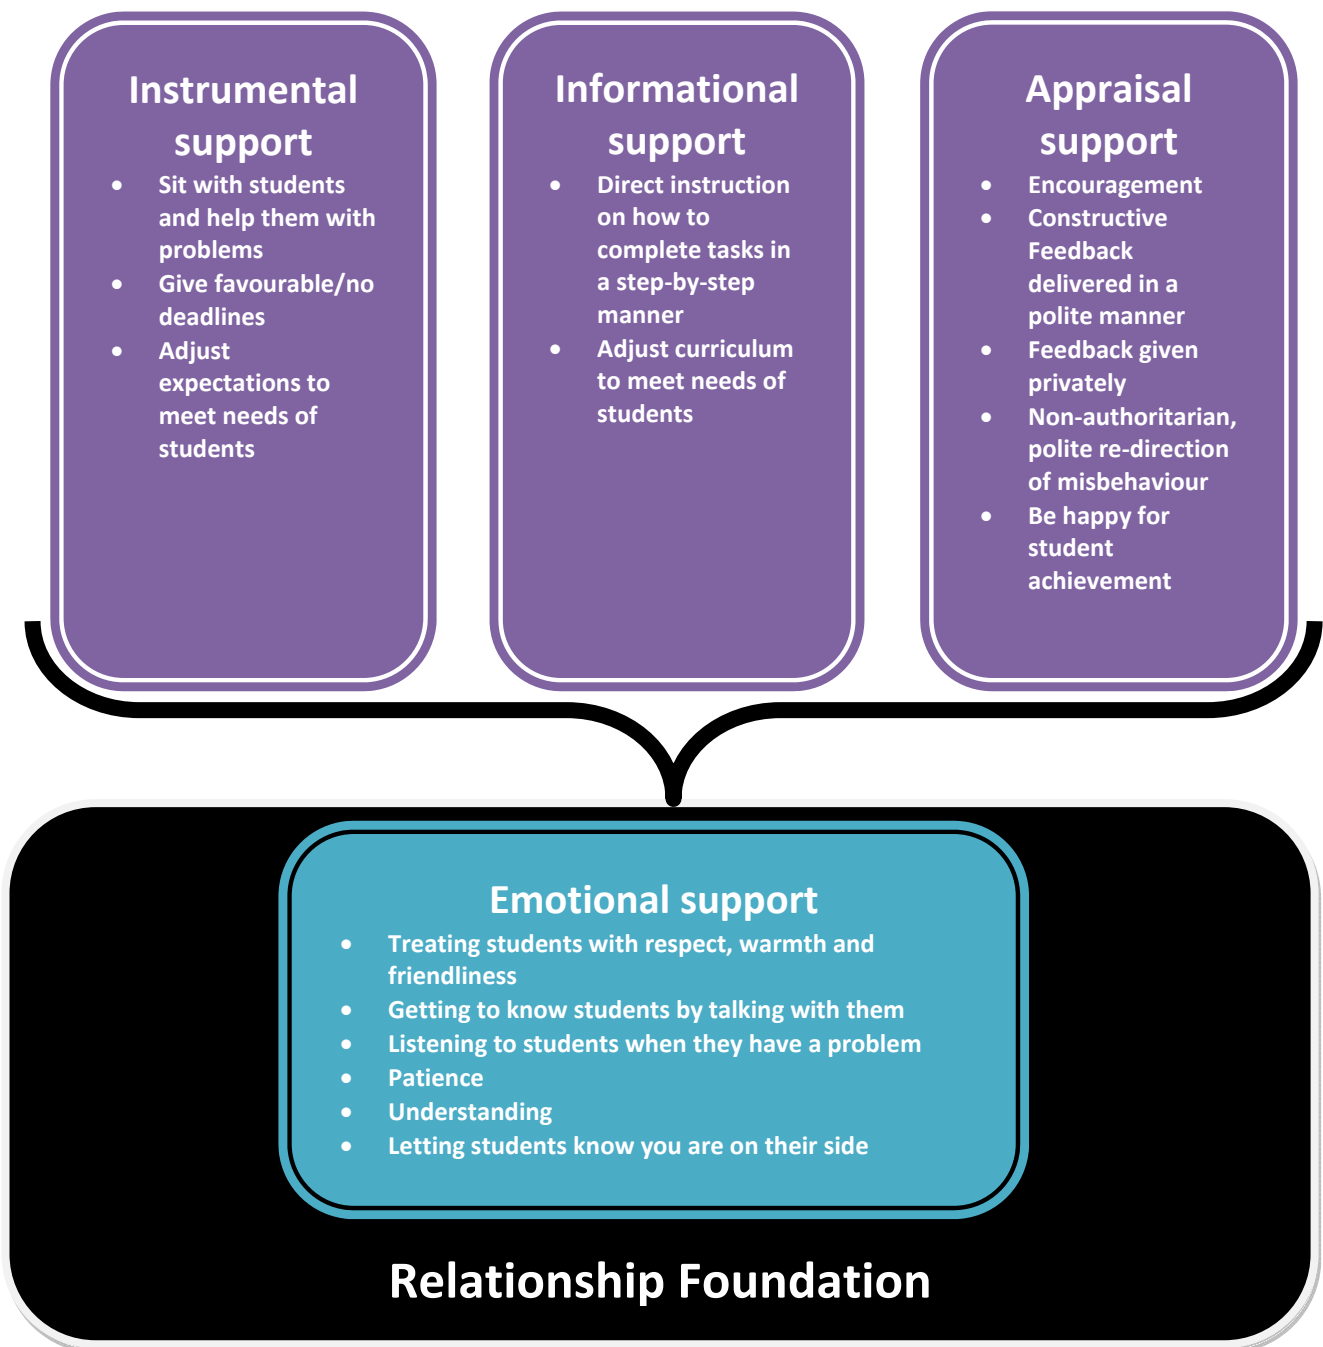 Instrumental
support
• Sit with students
and help them with
problems
• Give favourable/no
deadlines
• Adjust
expectations to
meet needs of
students
Informational
support
• Direct instruction
on how to
complete tasks in
a step-by-step
manner
• Adjust curriculum
to meet needs of
students
Appraisal
support
• Encouragement
• Constructive
Feedback
delivered in a
polite manner
• Feedback given
privately
• Non-authoritarian,
polite re-direction
of misbehaviour
• Be happy for
student
achievement
Emotional support
• Treating students with respect, warmth and
friendliness
• Getting to know students by talking with them
• Listening to students when they have a problem
• Patience
• Understanding
• Letting students know you are on their side
Relationship Foundation